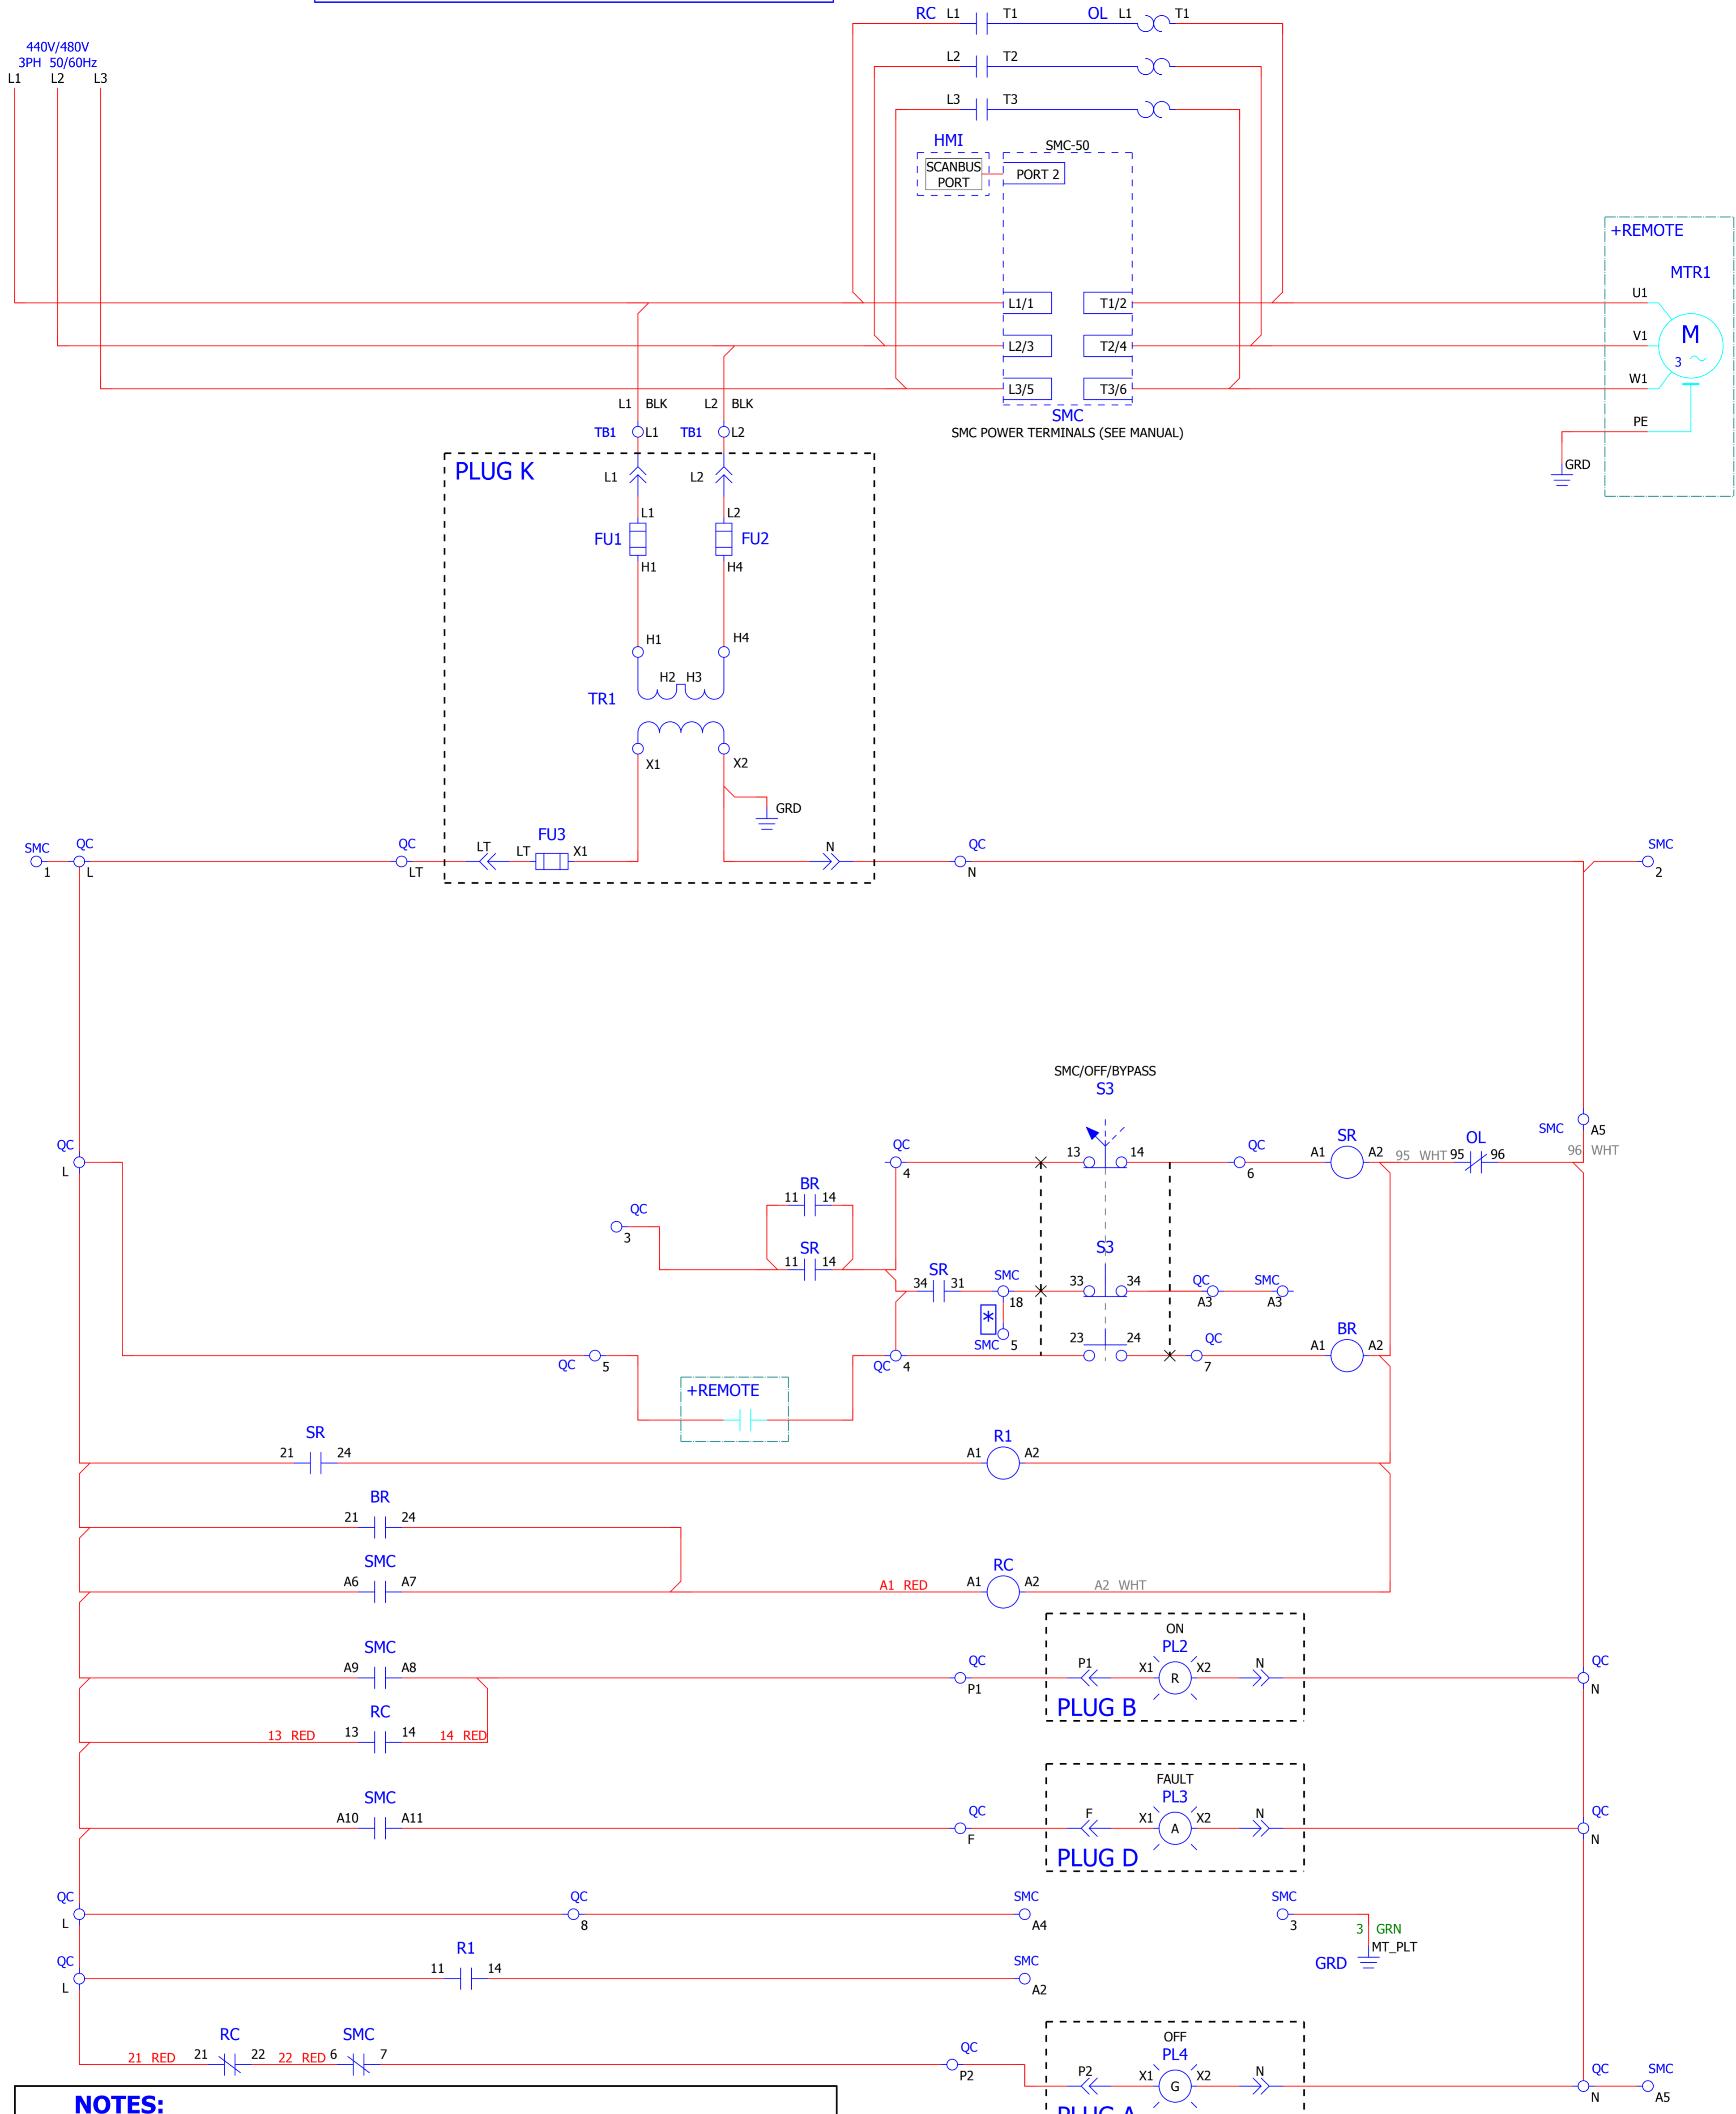 RC L1 T1 OL L1 T1
440V/480V
3PH 50/60Hz
L1 L2 L3
L2 T2
L3 T3
HMI
SMC-50
SCANBUS
PORT
PORT 2
+REMOTE
MTR1
L1/1 T1/2 U1
L2/3 T2/4 V1
M
3
L3/5 T3/6 W1
SMC
SMC POWER TERMINALS (SEE MANUAL)
PE
GRD
L1 BLK L2 BLK
TB1 L1 TB1 L2
PLUG K
L1 L2
L1 L2
FU1 FU2
H1 H4
H1 H4
H2 H3
TR1
X1 X2
GRD
FU3
SMC QC QC LT LT X1 N QC SMC
1 L LT N 2
SMC/OFF/BYPASS
S3
SMC A5
QC QC 13 14 QC SR OL
L 4 6 A1 A2 95 WHT 95 96 96 WHT
BR
11 14
QC
3
SR S3
11 14
SR
34 31 SMC 33 34 QC SMC
18 A3 A3
*
SMC 5 23 24 QC BR
A1 A2
QC 5 QC 4 7
+REMOTE
SR R1
21 24 A1 A2
BR
21 24
SMC RC
A6 A7 A1 RED A1 A2 A2 WHT
ON
SMC PL2
A9 A8 QC P1 X1 R X2 N QC
P1 N
PLUG B
RC
13 RED 13 14 14 RED
FAULT
SMC PL3
A10 A11 QC F X1 A X2 N QC
F N
PLUG D
QC QC SMC SMC
L 8 A4 3
3 GRN
MT_PLT
GRD
QC R1 SMC
L 11 14 A2
OFF
RC SMC PL4
21 RED 21 22 22 RED 6 7 QC P2 X1 G X2 N QC SMC
P2 N A5
NOTES:
PLUG A